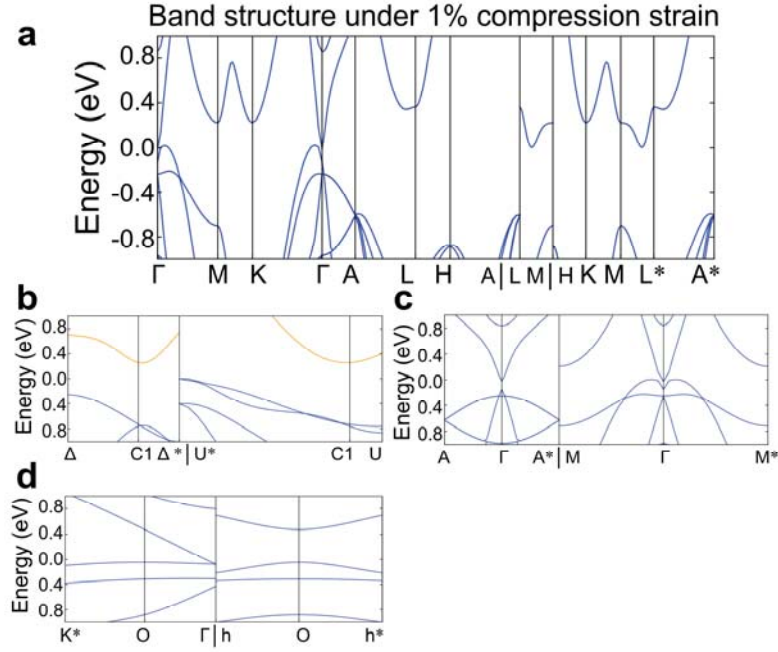 Band structure under 1% compression strain
a
Energy (eV)
0.8
0.4
0.0
-0.4
-0.8
Γ M K Γ A L H A | L M | H K M L* A*
b
Energy (eV)
0.8
0.4
0.0
0.4
0.8
Δ C1 Δ* | U* C1 U
c
Energy (eV)
0.8
0.4
0.0
0.4
0.8
A Γ A* | M Γ M*
d
Energy (eV)
0.8
0.4
0.0
0.4
0.8
K* O Γ | h O h*